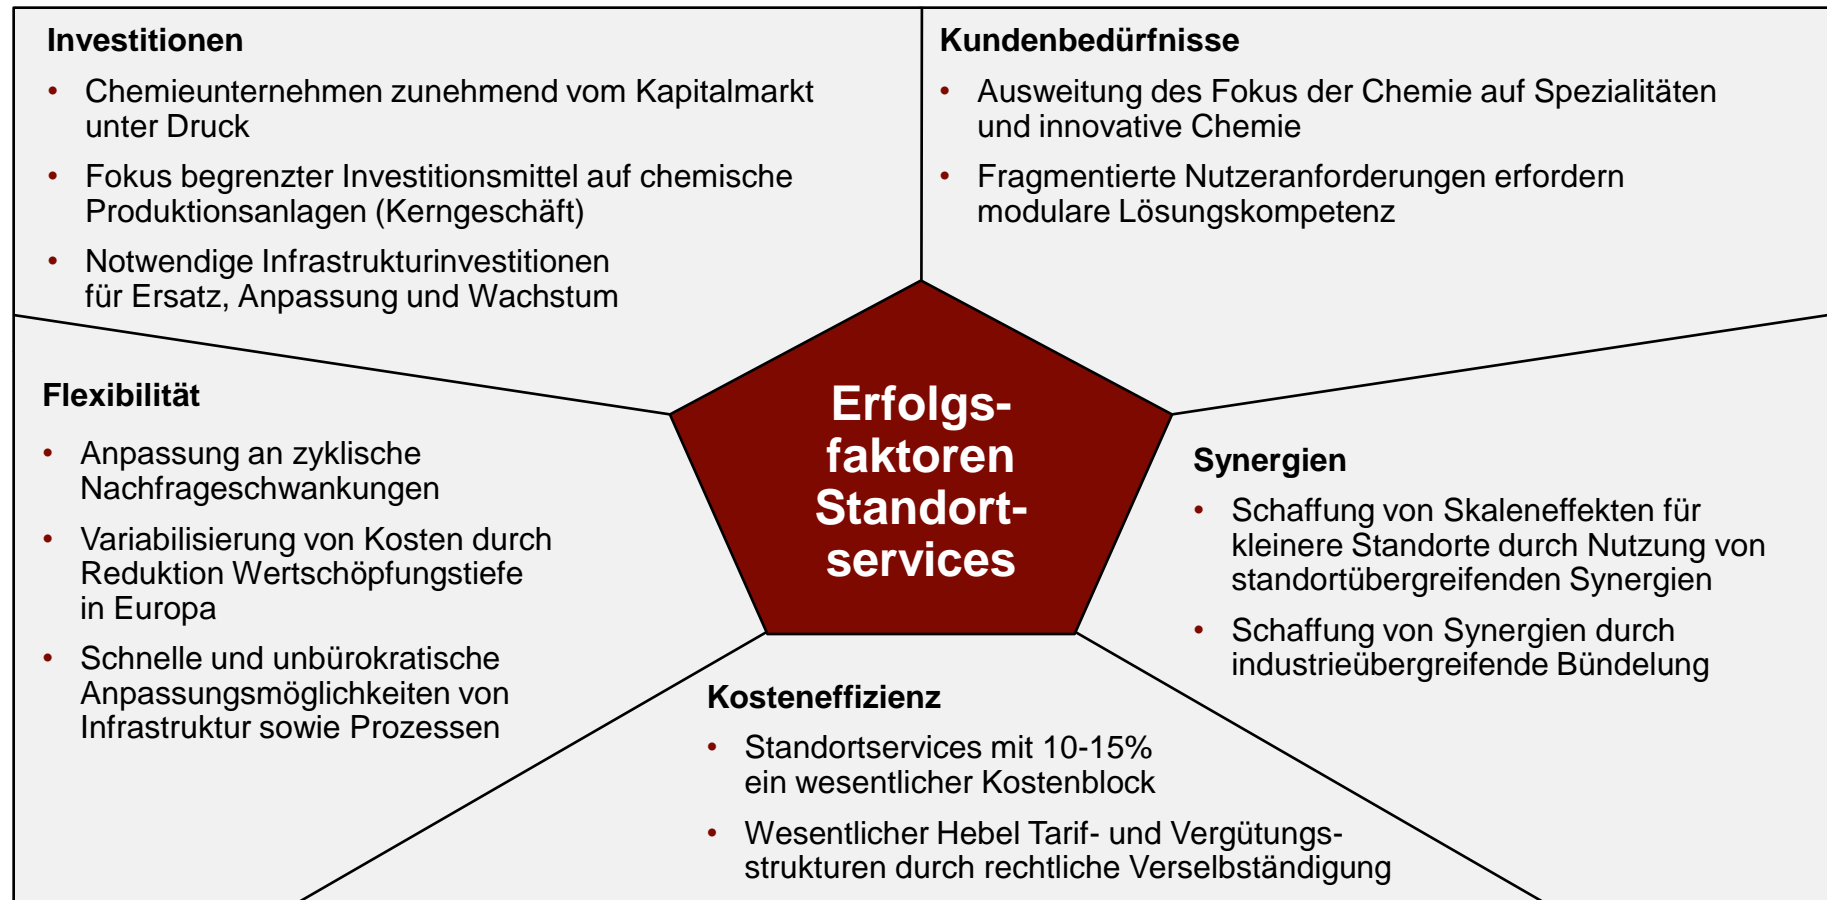 Investitionen
• Chemieunternehmen zunehmend vom Kapitalmarkt
unter Druck
• Fokus begrenzter Investitionsmittel auf chemische
Produktionsanlagen (Kerngeschäft)
• Notwendige Infrastrukturinvestitionen
für Ersatz, Anpassung und Wachstum
Kundenbedürfnisse
• Ausweitung des Fokus der Chemie auf Spezialitäten
und innovative Chemie
• Fragmentierte Nutzeranforderungen erfordern
modulare Lösungskompetenz
Flexibilität
• Anpassung an zyklische
Nachfrageschwankungen
• Variabilisierung von Kosten durch
Reduktion Wertschöpfungstiefe
in Europa
• Schnelle und unbürokratische
Anpassungsmöglichkeiten von
Infrastruktur sowie Prozessen
Erfolgs-
faktoren
Standort-
services
Synergien
• Schaffung von Skaleneffekten für
kleinere Standorte durch Nutzung von
standortübergreifenden Synergien
• Schaffung von Synergien durch
industrieübergreifende Bündelung
Kosteneffizienz
• Standortservices mit 10-15%
ein wesentlicher Kostenblock
• Wesentlicher Hebel Tarif- und Vergütungs-
strukturen durch rechtliche Verselbständigung